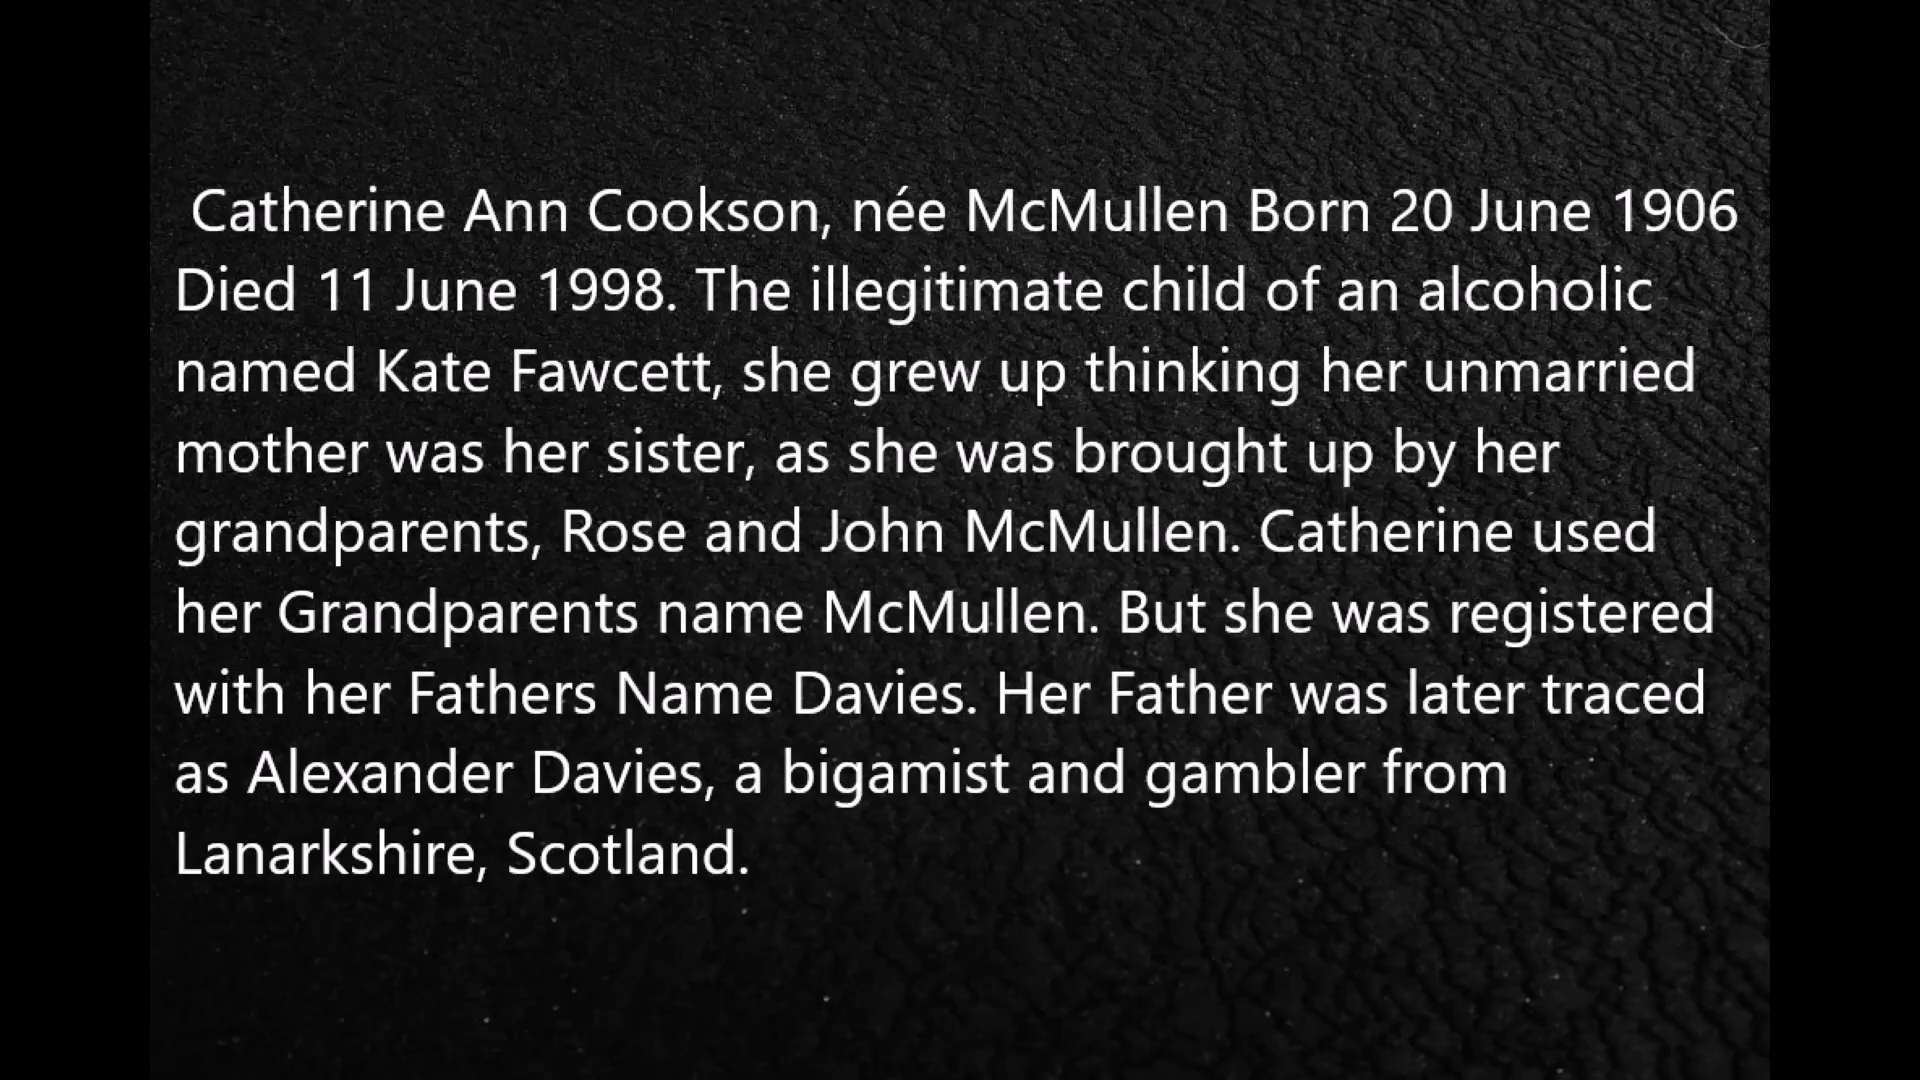 Catherine Ann Cookson, née McMullen Born 20 June 1906
Died 11 June 1998. The illegitimate child of an alcoholic
named Kate Fawcett, she grew up thinking her unmarried
mother was her sister, as she was brought up by her
grandparents, Rose and John McMullen. Catherine used
her Grandparents name McMullen. But she was registered
with her Fathers Name Davies. Her Father was later traced
as Alexander Davies, a bigamist and gambler from
Lanarkshire, Scotland.